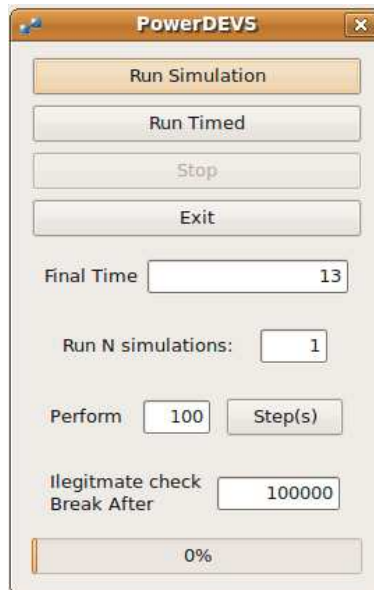 PowerDEVS
Run Simulation
Run Timed
Stop
Exit
Final Time 13
Run N simulations: 1
Perform 100 Step(s)
Ilegitmate check
Break After 100000
0%